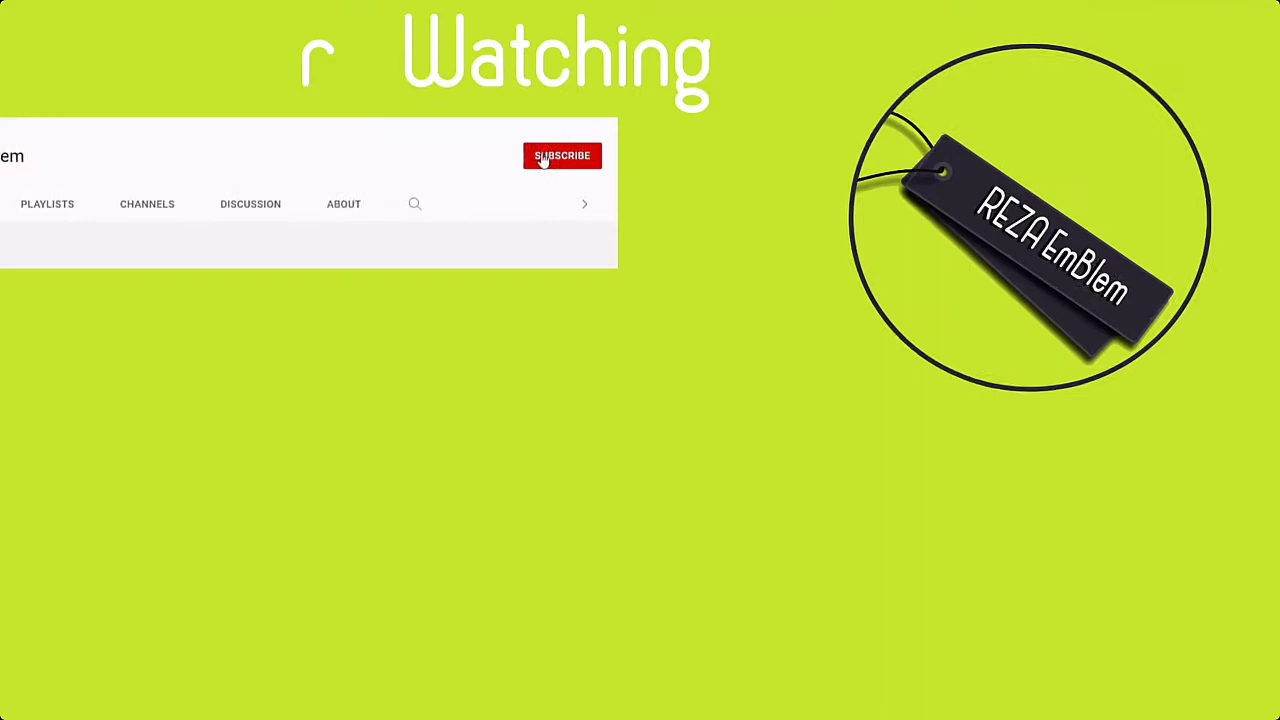 r Watching
em
SUBSCRIBE
PLAYLISTS CHANNELS DISCUSSION ABOUT
REZA EmBlem